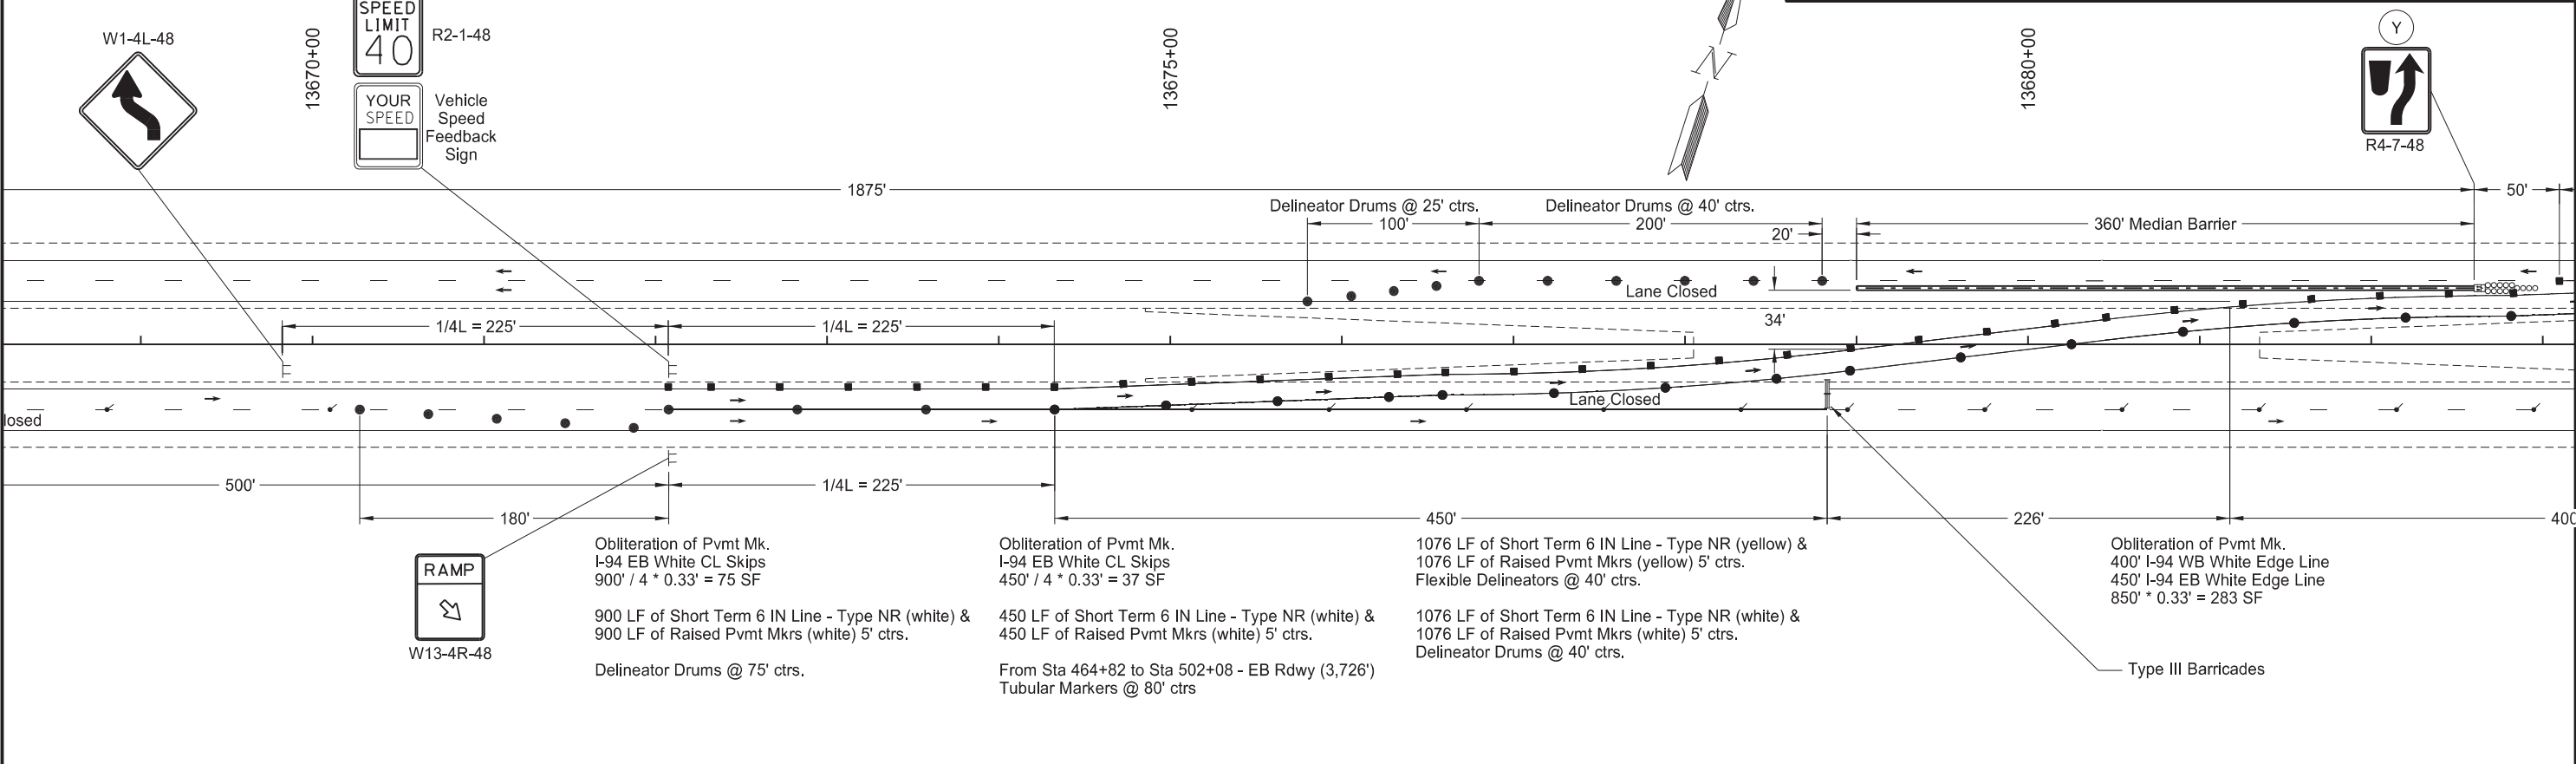 SPEED
LIMIT
40
R2-1-48
W1-4L-48
13670+00
YOUR
SPEED
Vehicle
Speed
Feedback
Sign
13675+00
N
13680+00
Y
R4-7-48
1875'
50'
Delineator Drums @ 25' ctrs.
Delineator Drums @ 40' ctrs.
100'
200'
20'
360' Median Barrier
Lane Closed
34'
1/4L = 225'
1/4L = 225'
Lane Closed
losed
500'
1/4L = 225'
180'
450'
226'
400
RAMP
W13-4R-48
Obliteration of Pvmt Mk.
I-94 EB White CL Skips
900' / 4 * 0.33' = 75 SF
900 LF of Short Term 6 IN Line - Type NR (white) &
900 LF of Raised Pvmt Mkrs (white) 5' ctrs.
Delineator Drums @ 75' ctrs.
Obliteration of Pvmt Mk.
I-94 EB White CL Skips
450' / 4 * 0.33' = 37 SF
450 LF of Short Term 6 IN Line - Type NR (white) &
450 LF of Raised Pvmt Mkrs (white) 5' ctrs.
From Sta 464+82 to Sta 502+08 - EB Rdwy (3,726')
Tubular Markers @ 80' ctrs
1076 LF of Short Term 6 IN Line - Type NR (yellow) &
1076 LF of Raised Pvmt Mkrs (yellow) 5' ctrs.
Flexible Delineators @ 40' ctrs.
1076 LF of Short Term 6 IN Line - Type NR (white) &
1076 LF of Raised Pvmt Mkrs (white) 5' ctrs.
Delineator Drums @ 40' ctrs.
Obliteration of Pvmt Mk.
400' I-94 WB White Edge Line
450' I-94 EB White Edge Line
850' * 0.33' = 283 SF
Type III Barricades